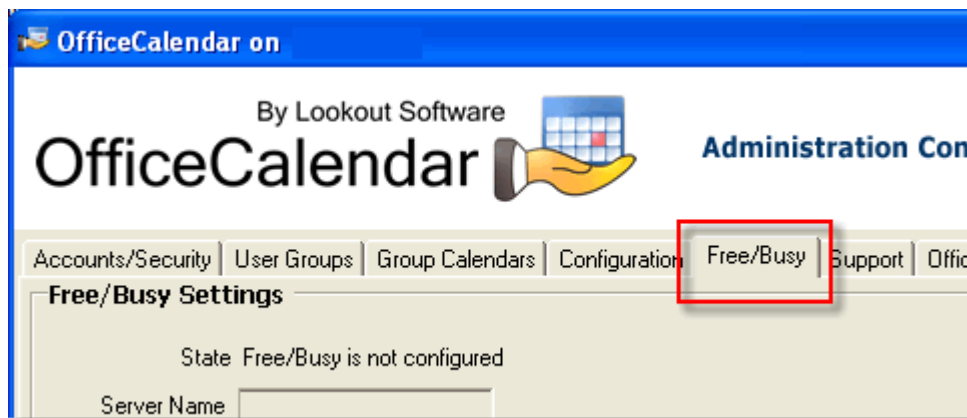 OfficeCalendar on
By Lookout Software
OfficeCalendar
Administration Con
Accounts/Security User Groups Group Calendars Configuration Free/Busy Support Offic
Free/Busy Settings
State Free/Busy is not configured
Server Name